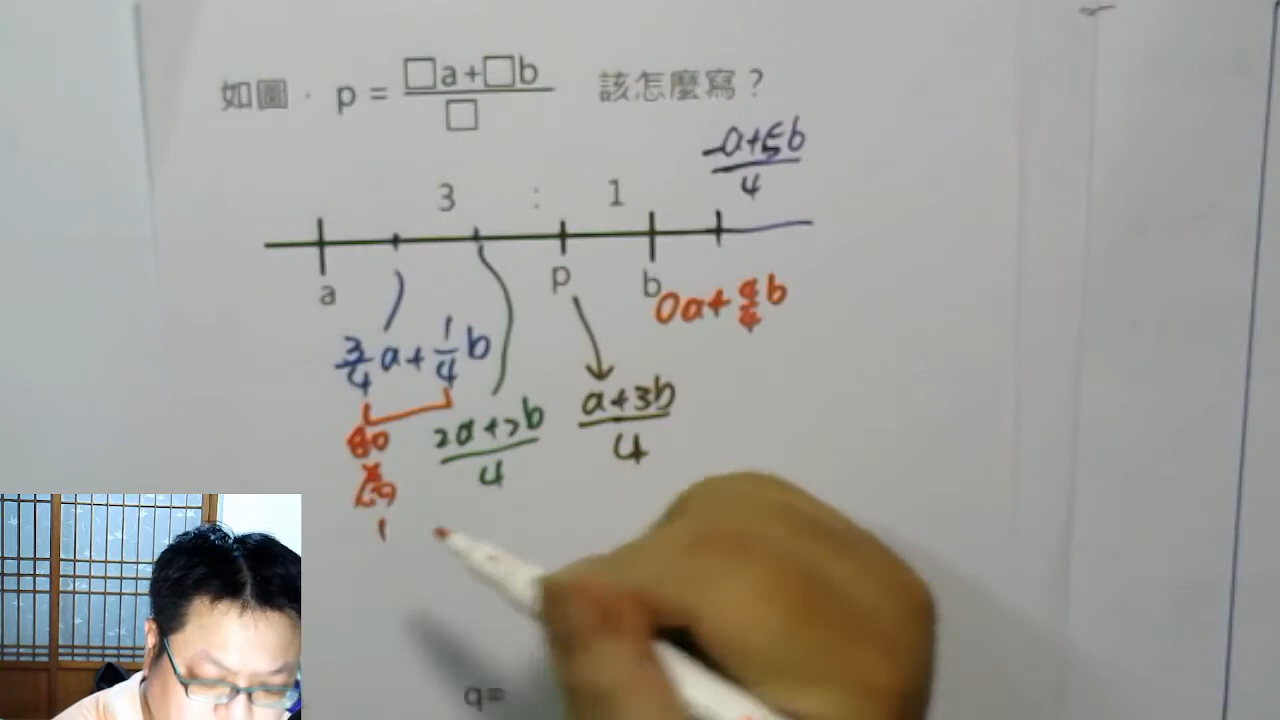 如圖． p = □a+□b / □ 該怎麼寫？
-a+5b / 4
3 : 1
a p b
0a + 4/4 b
3/4 a + 1/4 b
2a+2b / 4
a+3b / 4
1
q=